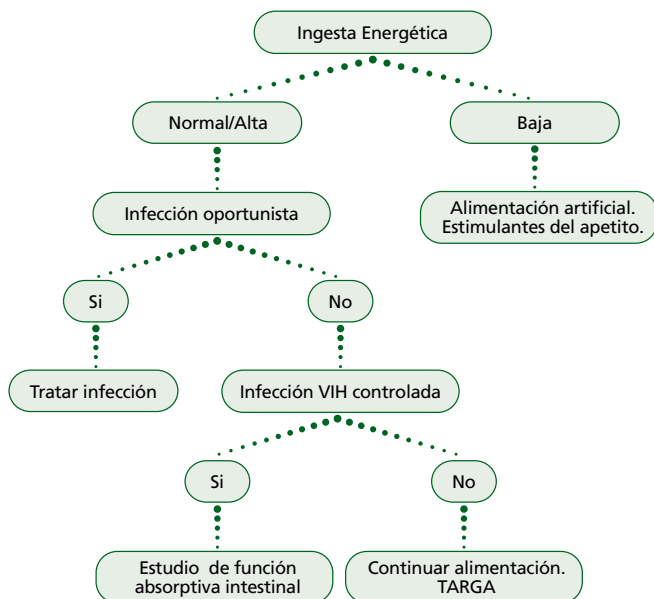 Ingesta Energética
Normal/Alta
Baja
Infección oportunista
Alimentación artificial.
Estimulantes del apetito.
Si
No
Tratar infección
Infección VIH controlada
Si
No
Estudio de función
absorptiva intestinal
Continuar alimentación.
TARGA